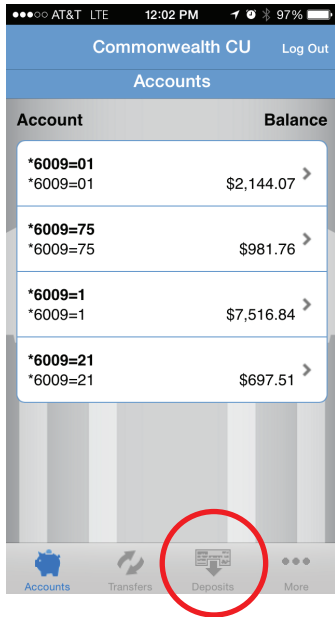 ●●●○○ AT&T LTE 12:02 PM 97%
Commonwealth CU Log Out
Accounts
Account Balance
*6009=01
*6009=01 $2,144.07
*6009=75
*6009=75 $981.76
*6009=1
*6009=1 $7,516.84
*6009=21
*6009=21 $697.51
Accounts Transfers Deposits More